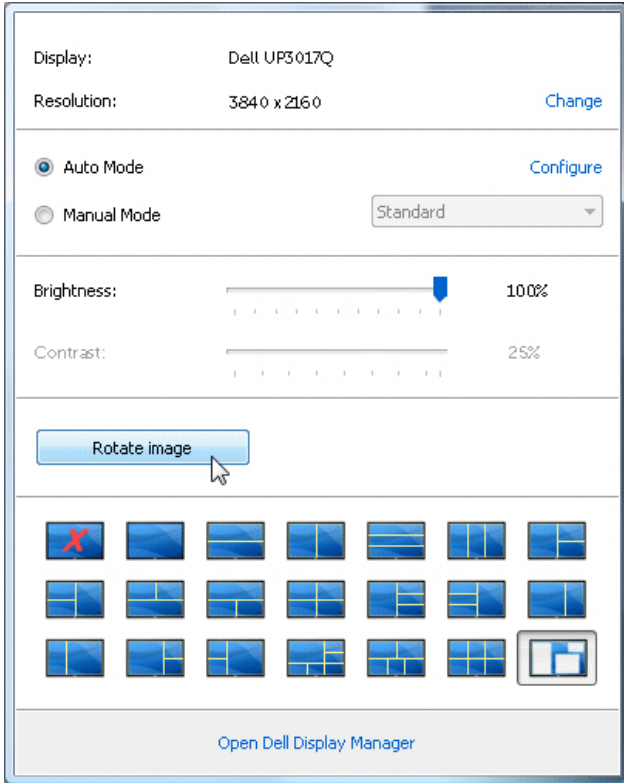 Display: Dell UP3017Q
Resolution: 3840 x 2160 Change
Auto Mode Configure
Manual Mode Standard
Brightness: 100%
Contrast: 25%
Rotate image
Open Dell Display Manager